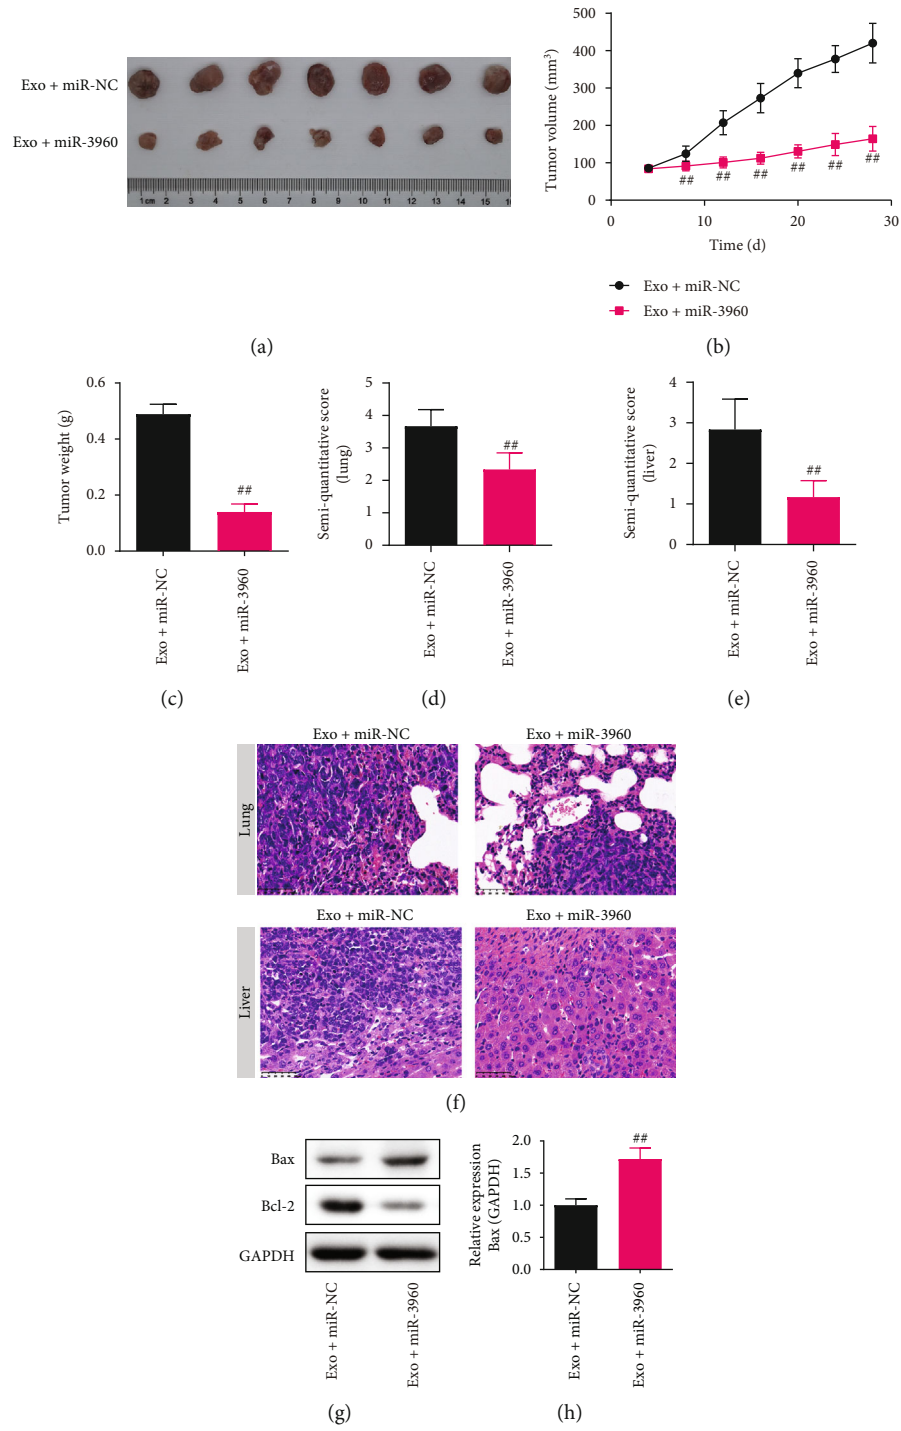 Exo + miR-NC
Exo + miR-3960
1cm 2 3 4 5 6 7 8 9 10 11 12 13 14 15
(a)
Tumor volume (mm³)
500
400
300
200
100
0
## ## ## ## ## ##
0 10 20 30
Time (d)
Exo + miR-NC
Exo + miR-3960
(b)
Tumor weight (g)
0.6
0.4
0.2
0.0
##
Exo + miR-NC
Exo + miR-3960
(c)
Semi-quantitative score
(lung)
5
4
3
2
1
0
##
Exo + miR-NC
Exo + miR-3960
(d)
Semi-quantitative score
(liver)
4
3
2
1
0
##
Exo + miR-NC
Exo + miR-3960
(e)
Exo + miR-NC
Exo + miR-3960
Lung
Exo + miR-NC
Exo + miR-3960
Liver
(f)
Bax
Bcl-2
GAPDH
Exo + miR-NC
Exo + miR-3960
(g)
Relative expression
Bax (GAPDH)
2.0
1.5
1.0
0.5
0.0
##
Exo + miR-NC
Exo + miR-3960
(h)